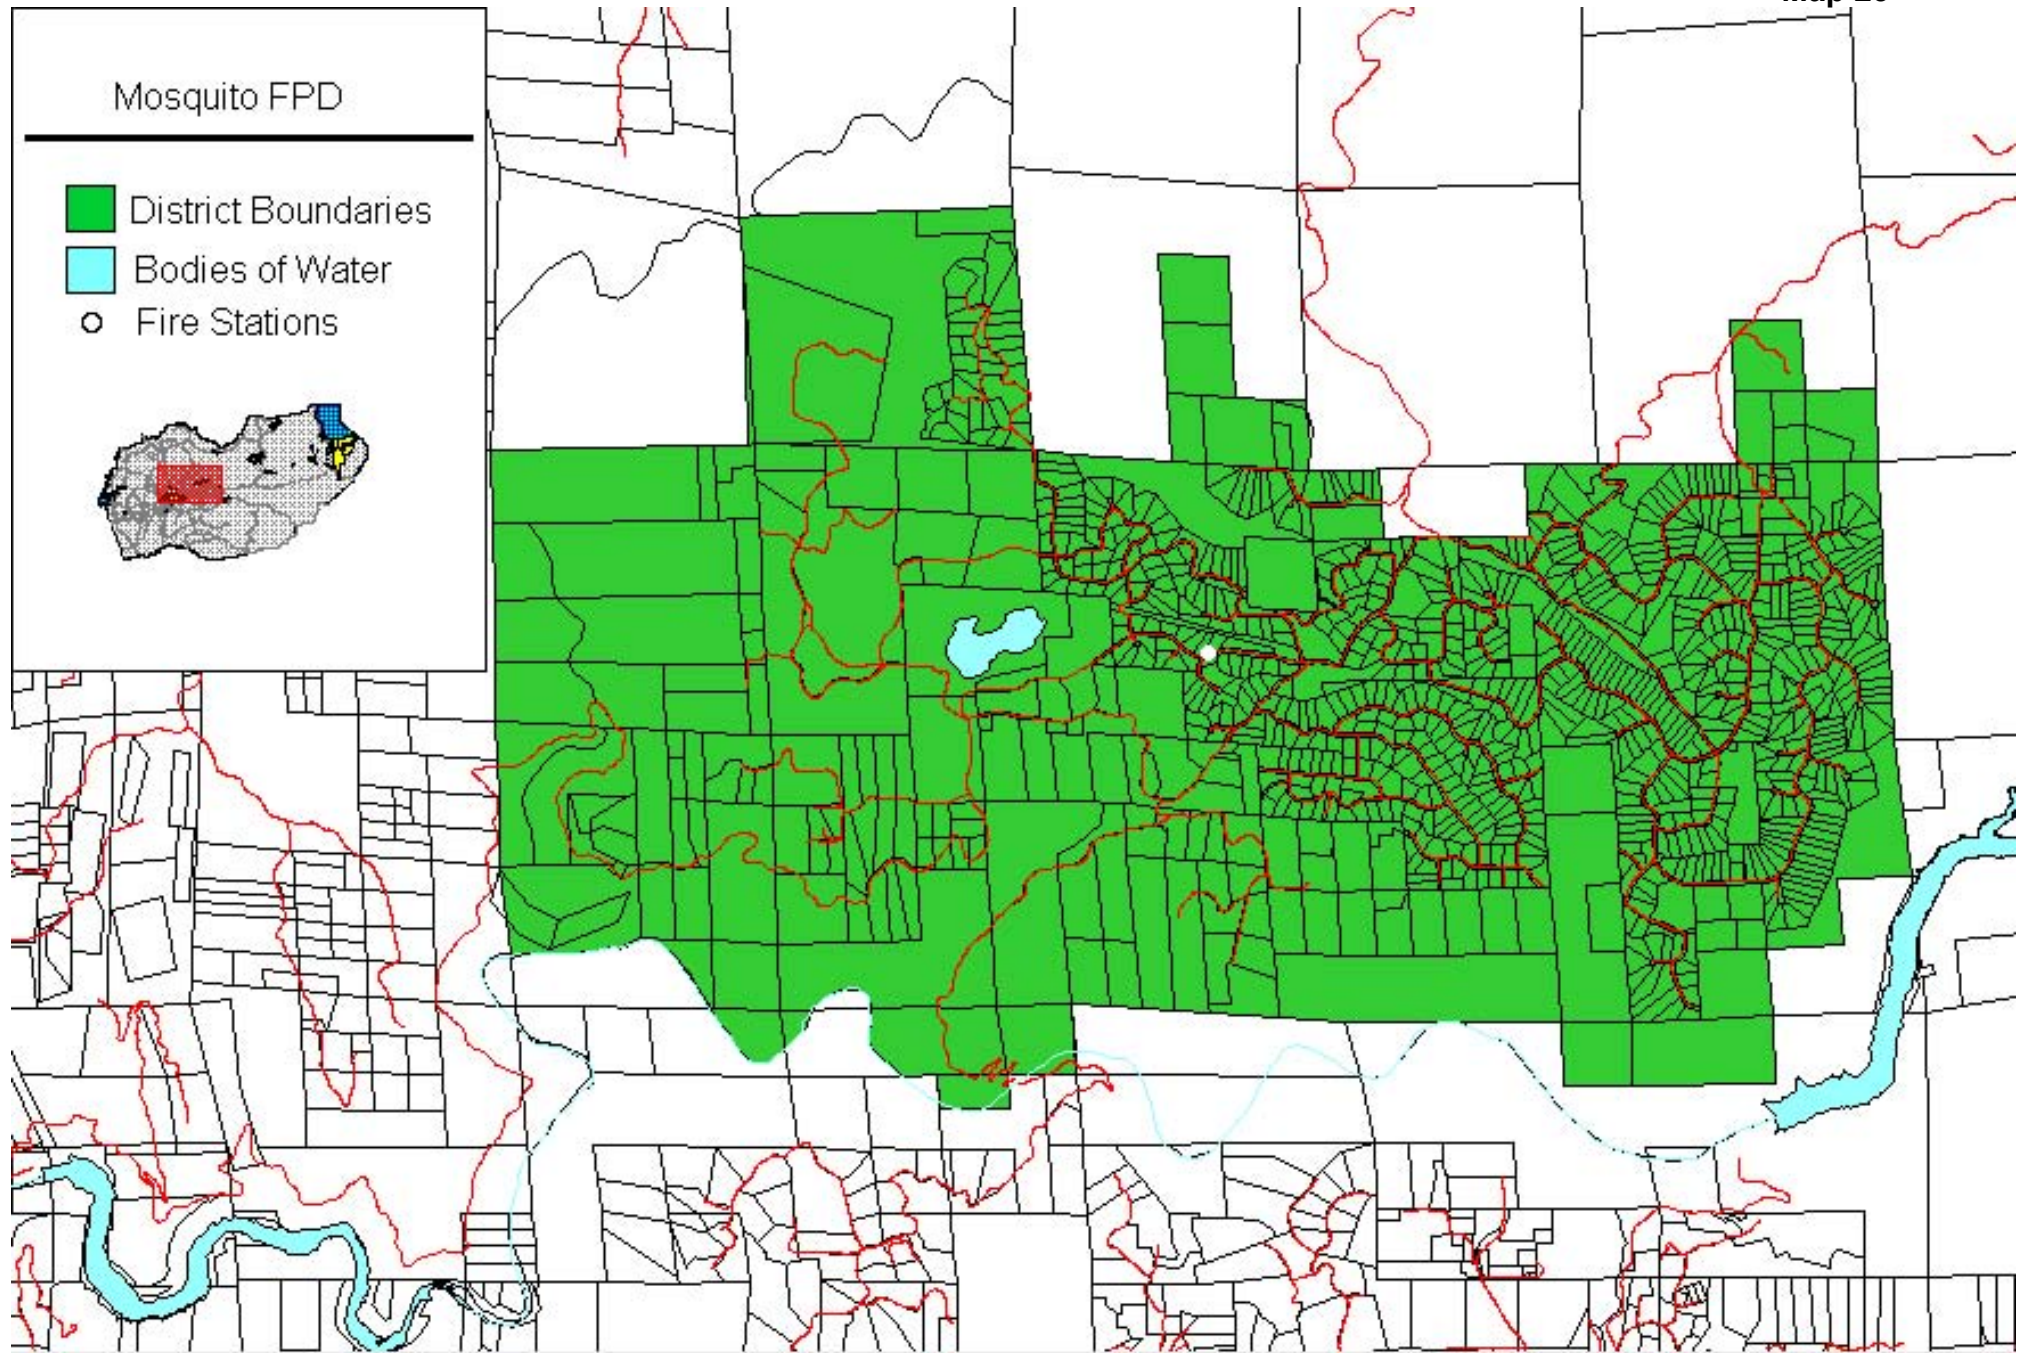 Mosquito FPD
District Boundaries
Bodies of Water
Fire Stations